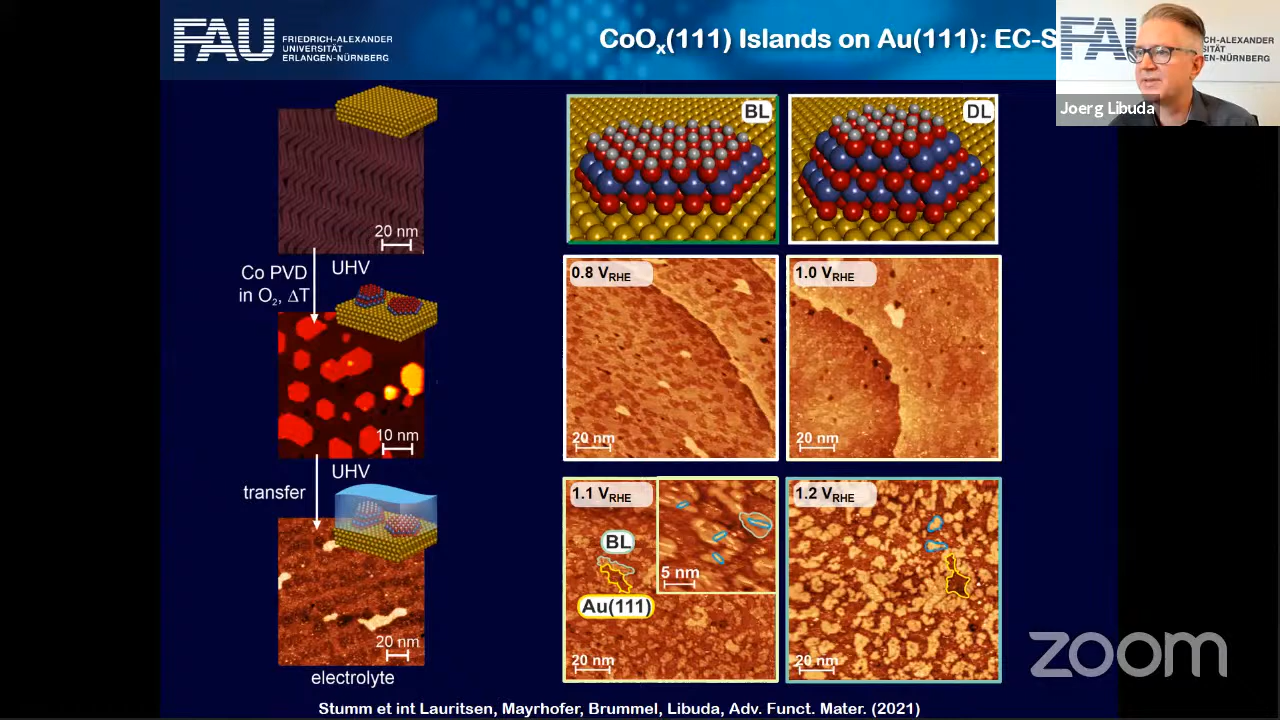 FAU
FRIEDRICH-ALEXANDER
UNIVERSITÄT
ERLANGEN-NÜRNBERG
CoOx(111) Islands on Au(111): EC-S
Joerg Libuda
20 nm
UHV
Co PVD
in O2, ΔT
10 nm
UHV
transfer
20 nm
electrolyte
BL
DL
0.8 VRHE
20 nm
1.0 VRHE
20 nm
1.1 VRHE
BL
5 nm
Au(111)
20 nm
1.2 VRHE
20 nm
zoom
Stumm et int Lauritsen, Mayrhofer, Brummel, Libuda, Adv. Funct. Mater. (2021)